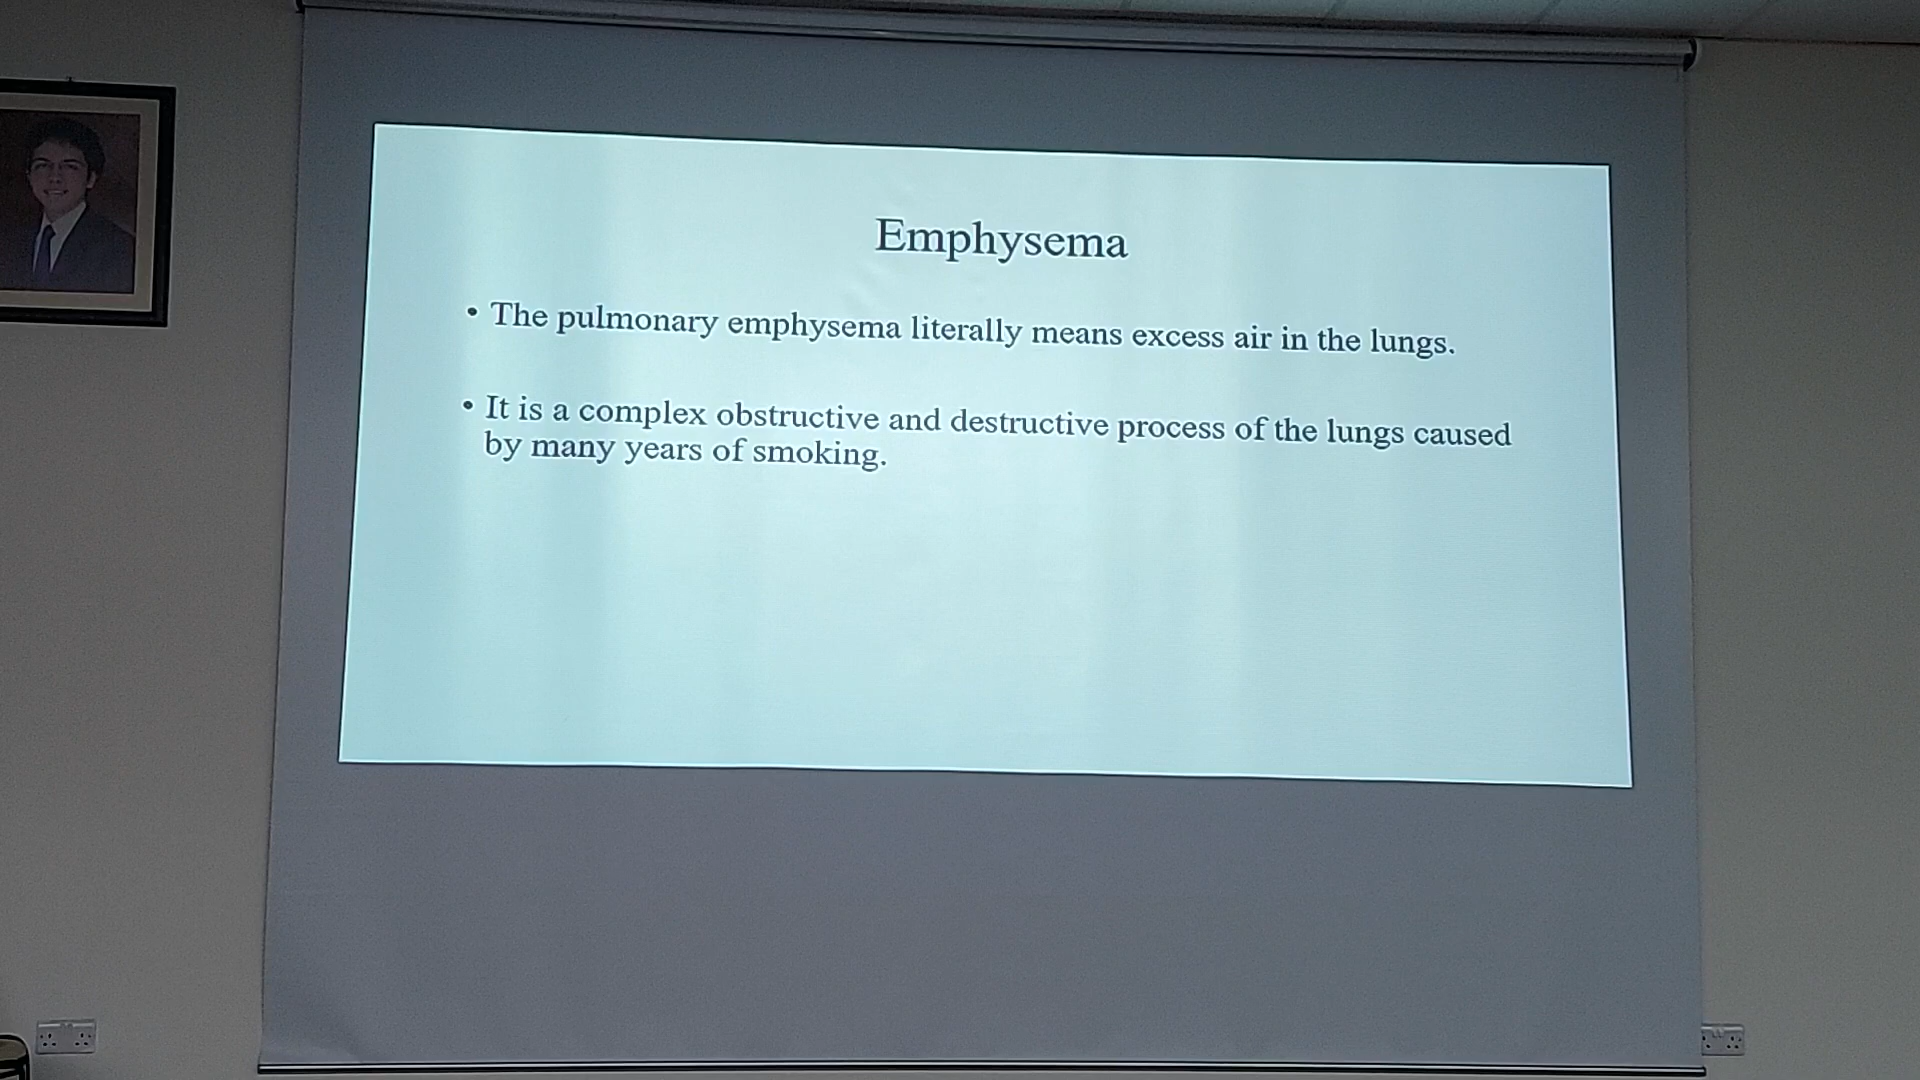 Emphysema
• The pulmonary emphysema literally means excess air in the lungs.
• It is a complex obstructive and destructive process of the lungs caused
by many years of smoking.